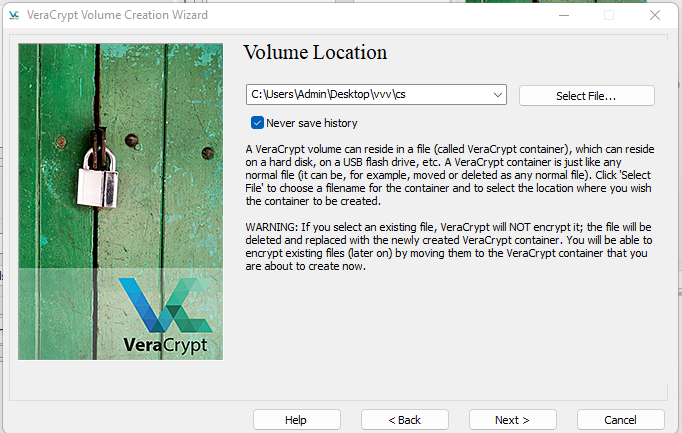 VeraCrypt Volume Creation Wizard
Volume Location
C:\Users\Admin\Desktop\vvv\cs
Select File...
Never save history
A VeraCrypt volume can reside in a file (called VeraCrypt container), which can reside
on a hard disk, on a USB flash drive, etc. A VeraCrypt container is just like any
normal file (it can be, for example, moved or deleted as any normal file). Click 'Select
File' to choose a filename for the container and to select the location where you wish
the container to be created.
WARNING: If you select an existing file, VeraCrypt will NOT encrypt it; the file will be
deleted and replaced with the newly created VeraCrypt container. You will be able to
encrypt existing files (later on) by moving them to the VeraCrypt container that you
are about to create now.
VeraCrypt
Help
< Back
Next >
Cancel